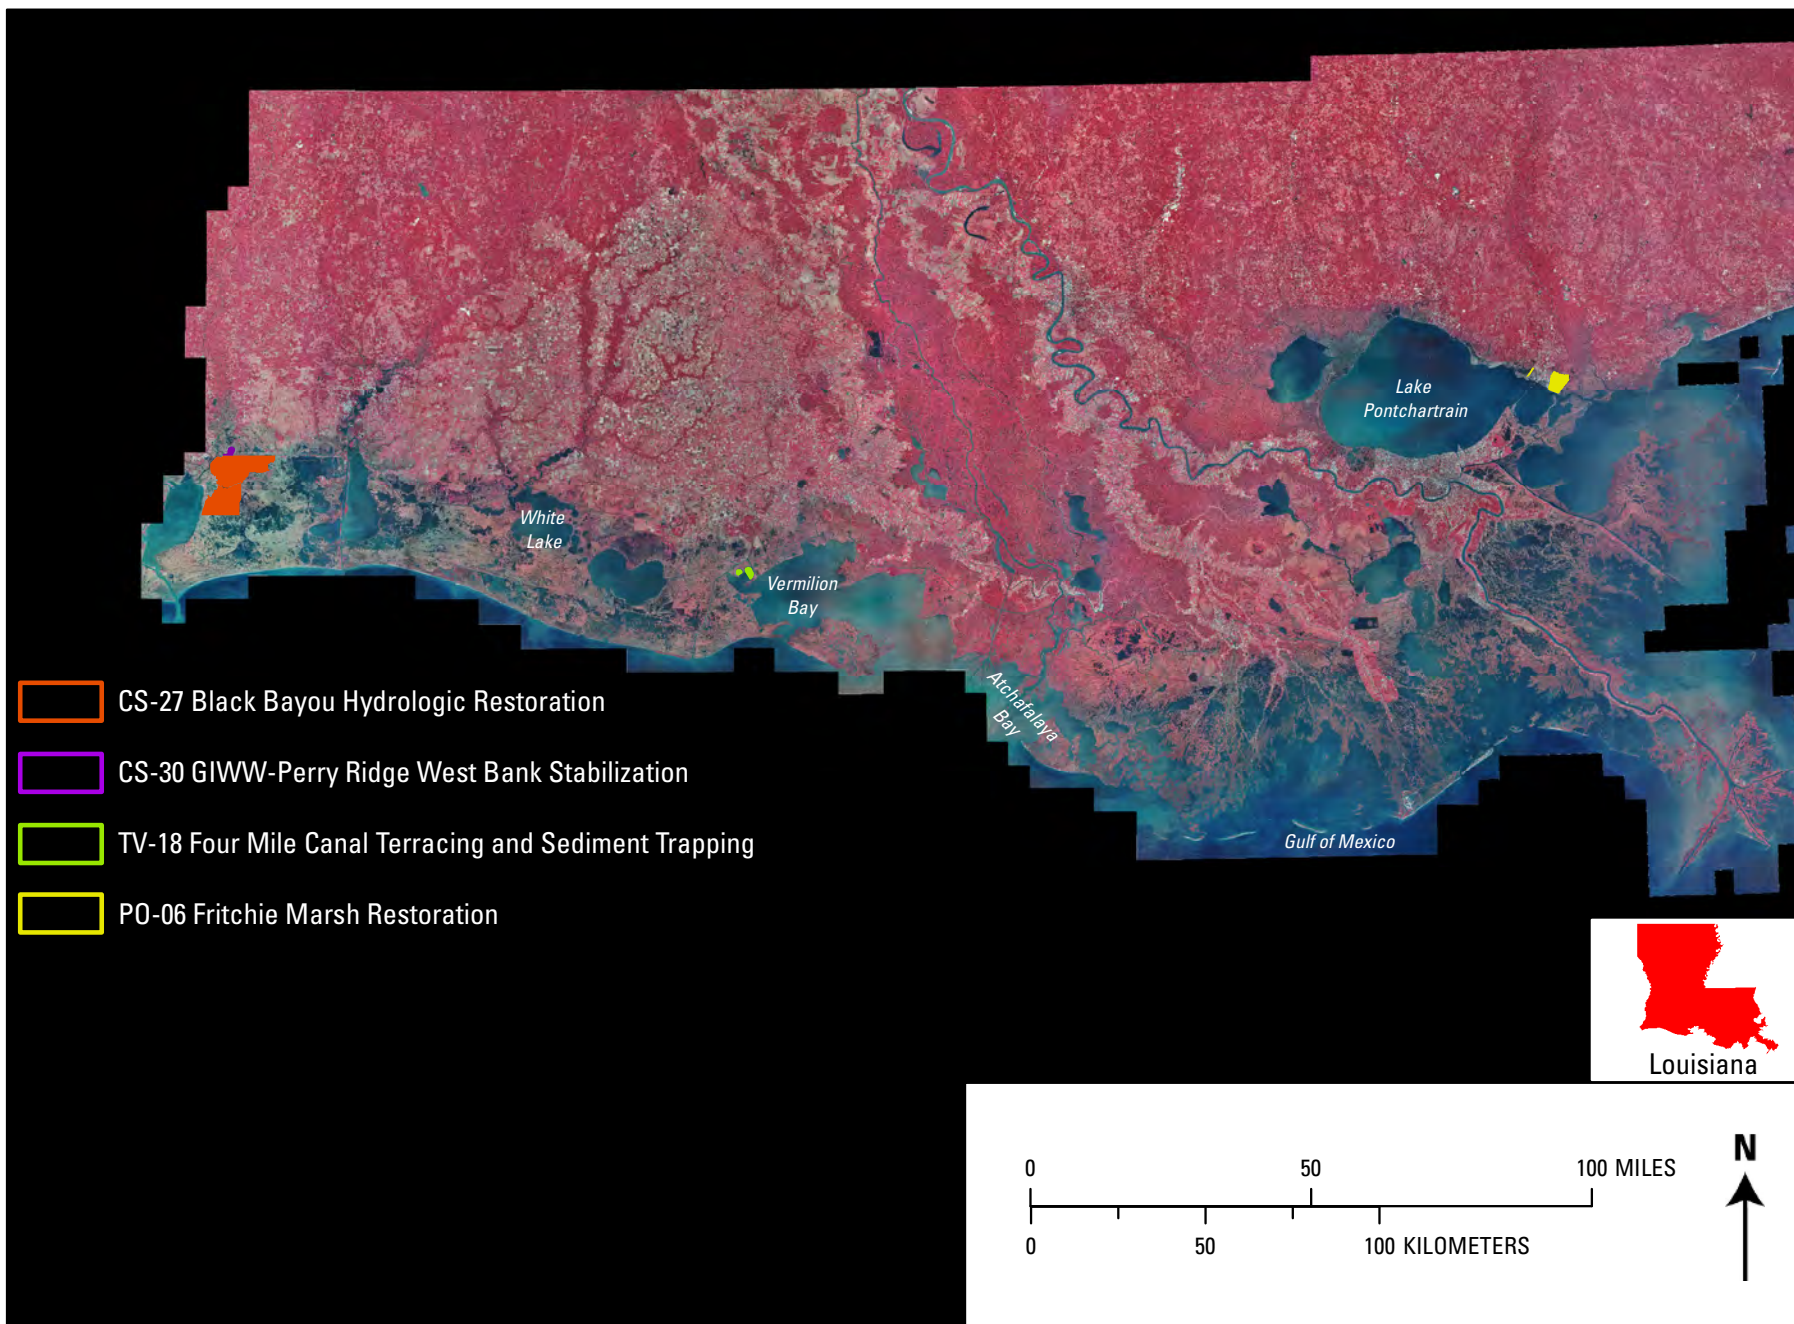 Lake
Pontchartrain
White
Lake
Vermilion
Bay
Atchafalaya
Bay
Gulf of Mexico
CS-27 Black Bayou Hydrologic Restoration
CS-30 GIWW-Perry Ridge West Bank Stabilization
TV-18 Four Mile Canal Terracing and Sediment Trapping
PO-06 Fritchie Marsh Restoration
Louisiana
0 50 100 MILES
0 50 100 KILOMETERS
N